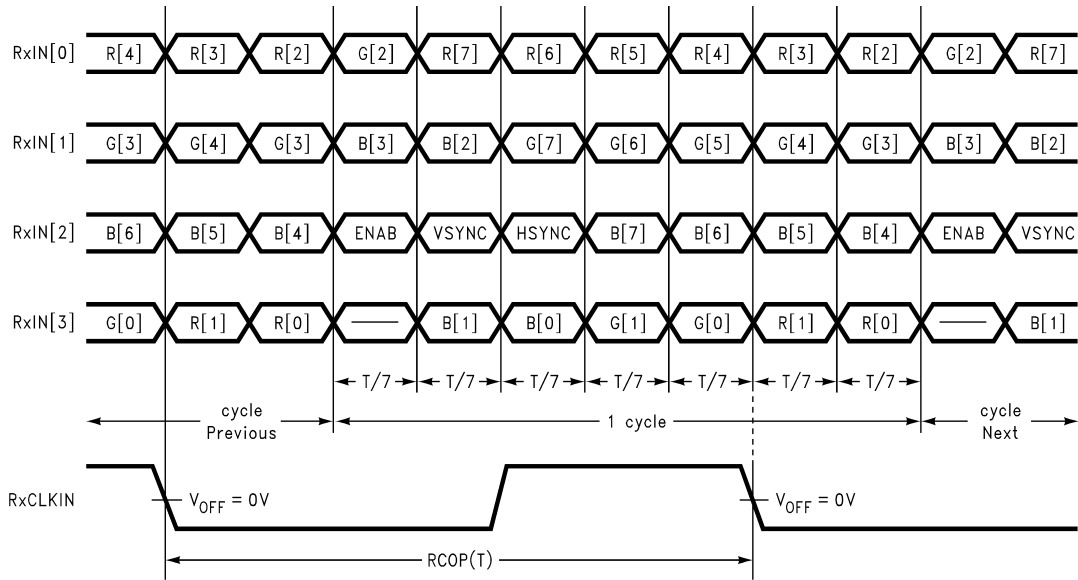 RxIN[0] R[4] R[3] R[2] G[2] R[7] R[6] R[5] R[4] R[3] R[2] G[2] R[7]
RxIN[1] G[3] G[4] G[3] B[3] B[2] G[7] G[6] G[5] G[4] G[3] B[3] B[2]
RxIN[2] B[6] B[5] B[4] ENAB VSYNC HSYNC B[7] B[6] B[5] B[4] ENAB VSYNC
RxIN[3] G[0] R[1] R[0] — B[1] B[0] G[1] G[0] R[1] R[0] — B[1]
T/7 T/7 T/7 T/7 T/7 T/7 T/7
cycle
Previous
1 cycle
cycle
Next
RxCLKIN
VOFF = 0V
VOFF = 0V
RCOP(T)